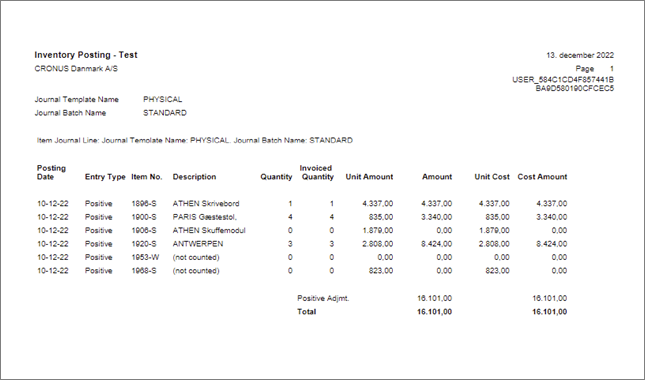 Inventory Posting - Test 13. december 2022
CRONUS Danmark A/S Page 1
USER_584C1CD4F857441B
BA9D580190CFCEC5
Journal Template Name PHYSICAL
Journal Batch Name STANDARD
Item Journal Line: Journal Template Name: PHYSICAL, Journal Batch Name: STANDARD
Posting Date Entry Type Item No. Description Quantity Invoiced Quantity Unit Amount Amount Unit Cost Cost Amount
10-12-22 Positive 1896-S ATHEN Skrivebord 1 1 4.337,00 4.337,00 4.337,00 4.337,00
10-12-22 Positive 1900-S PARIS Gæstestol, 4 4 835,00 3.340,00 835,00 3.340,00
10-12-22 Positive 1906-S ATHEN Skuffemodul 0 0 1.879,00 0,00 1.879,00 0,00
10-12-22 Positive 1920-S ANTWERPEN 3 3 2.808,00 8.424,00 2.808,00 8.424,00
10-12-22 Positive 1953-W (not counted) 0 0 0,00 0,00 0,00 0,00
10-12-22 Positive 1968-S (not counted) 0 0 823,00 0,00 823,00 0,00
Positive Adjmt. 16.101,00 16.101,00
Total 16.101,00 16.101,00